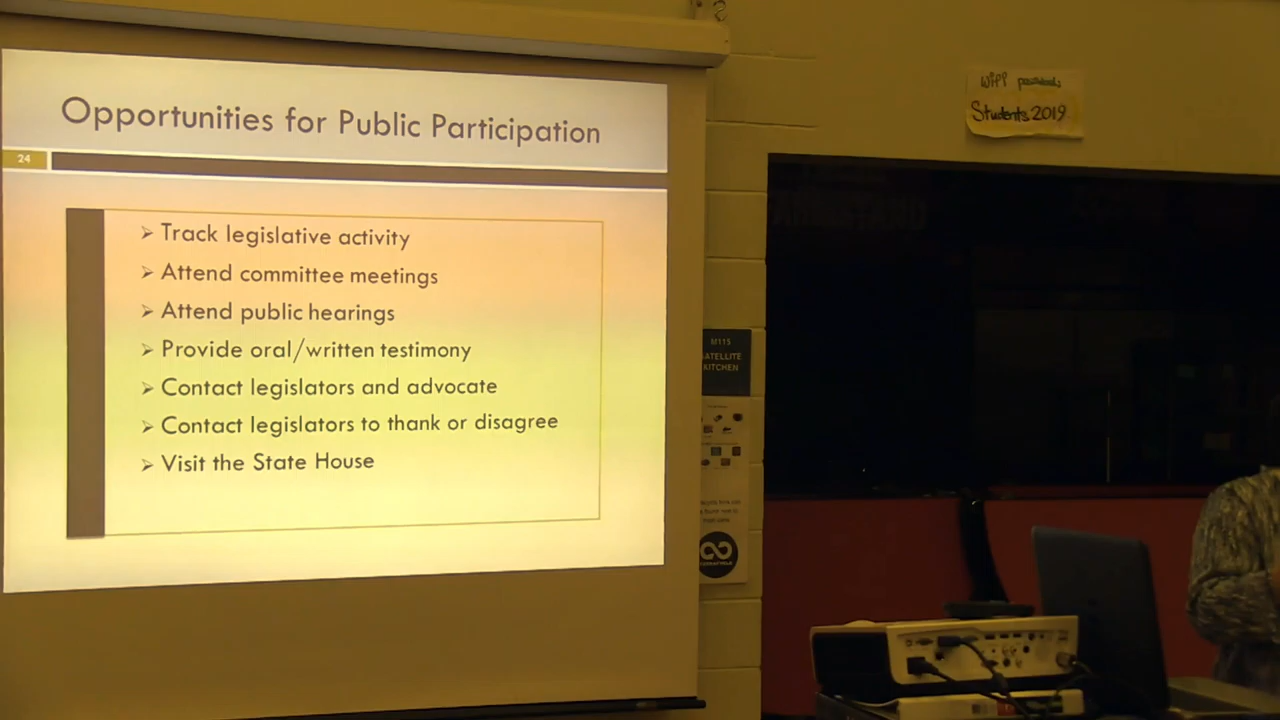 Opportunities for Public Participation
24
➢ Track legislative activity
➢ Attend committee meetings
➢ Attend public hearings
➢ Provide oral/written testimony
➢ Contact legislators and advocate
➢ Contact legislators to thank or disagree
➢ Visit the State House
Students 2019
M115
SATELLITE
KITCHEN